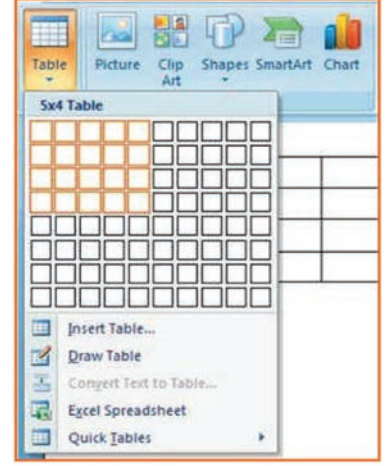 Table Picture Clip Shapes SmartArt Chart
Art
5x4 Table
Insert Table...
Draw Table
Convert Text to Table...
Excel Spreadsheet
Quick Tables